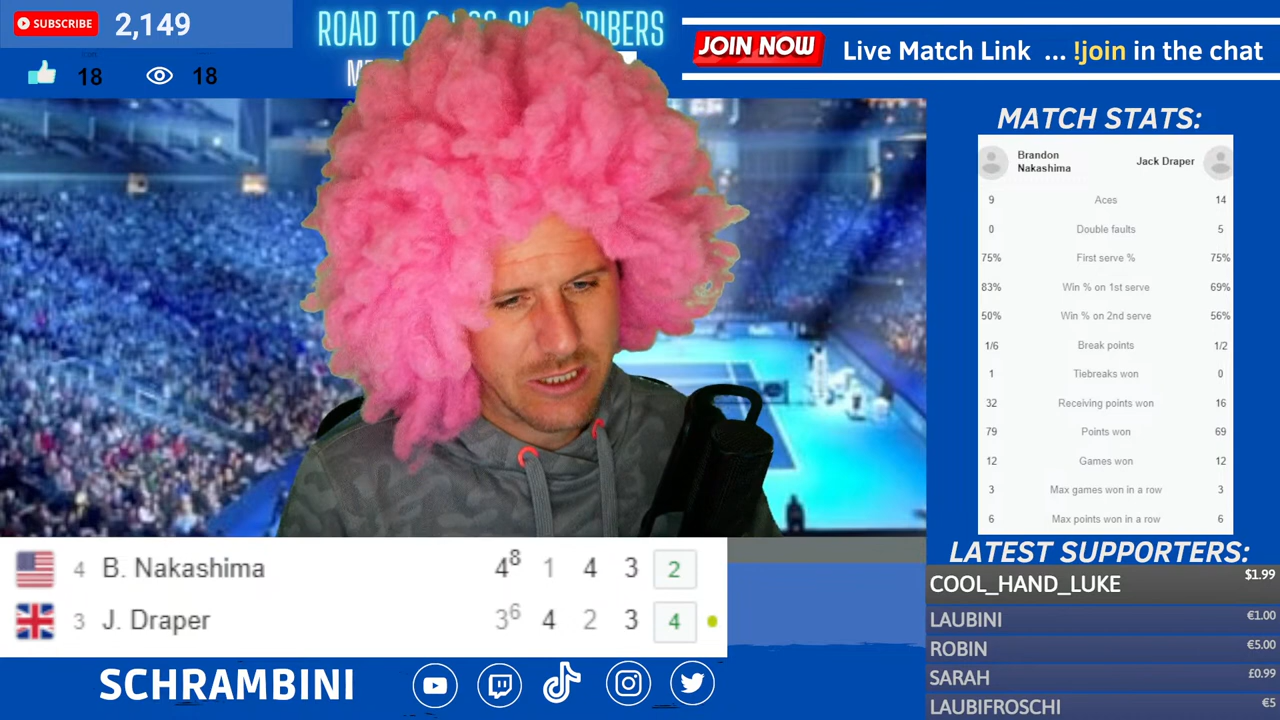 SUBSCRIBE
2,149
ROAD TO
18
18
JOIN NOW
Live Match Link ... !join in the chat
MATCH STATS:
Brandon Nakashima
Jack Draper
9 Aces 14
0 Double faults 5
75% First serve % 75%
83% Win % on 1st serve 69%
50% Win % on 2nd serve 56%
1/6 Break points 1/2
1 Tiebreaks won 0
32 Receiving points won 16
79 Points won 69
12 Games won 12
3 Max games won in a row 3
6 Max points won in a row 6
4 B. Nakashima 4⁸ 1 4 3 2
3 J. Draper 3⁶ 4 2 3 4
LATEST SUPPORTERS:
COOL_HAND_LUKE $1.99
LAUBINI €1.00
ROBIN €5.00
SARAH £0.99
LAUBIFROSCHI €5
SCHRAMBINI